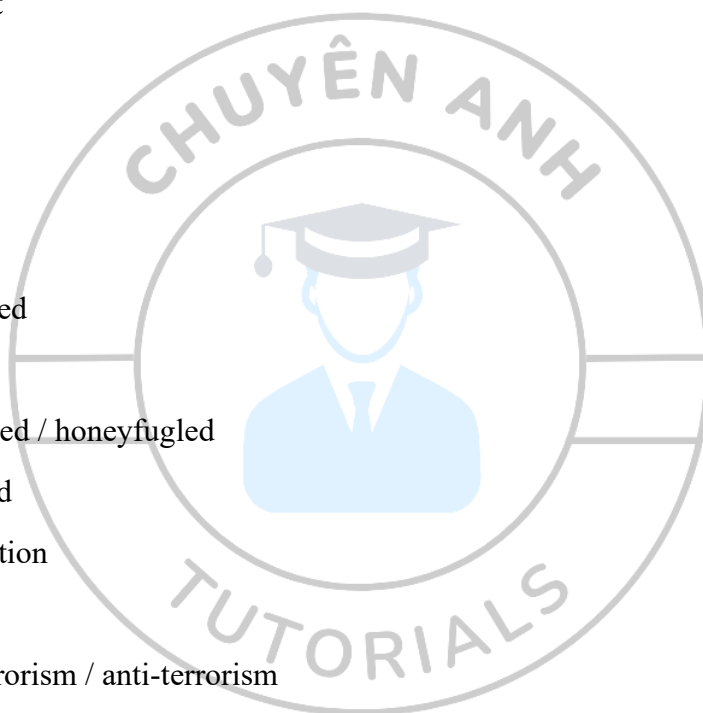 CHUYÊN ANH
ed
ed / honeyfugled
d
tion
TUTORIALS
rorism / anti-terrorism